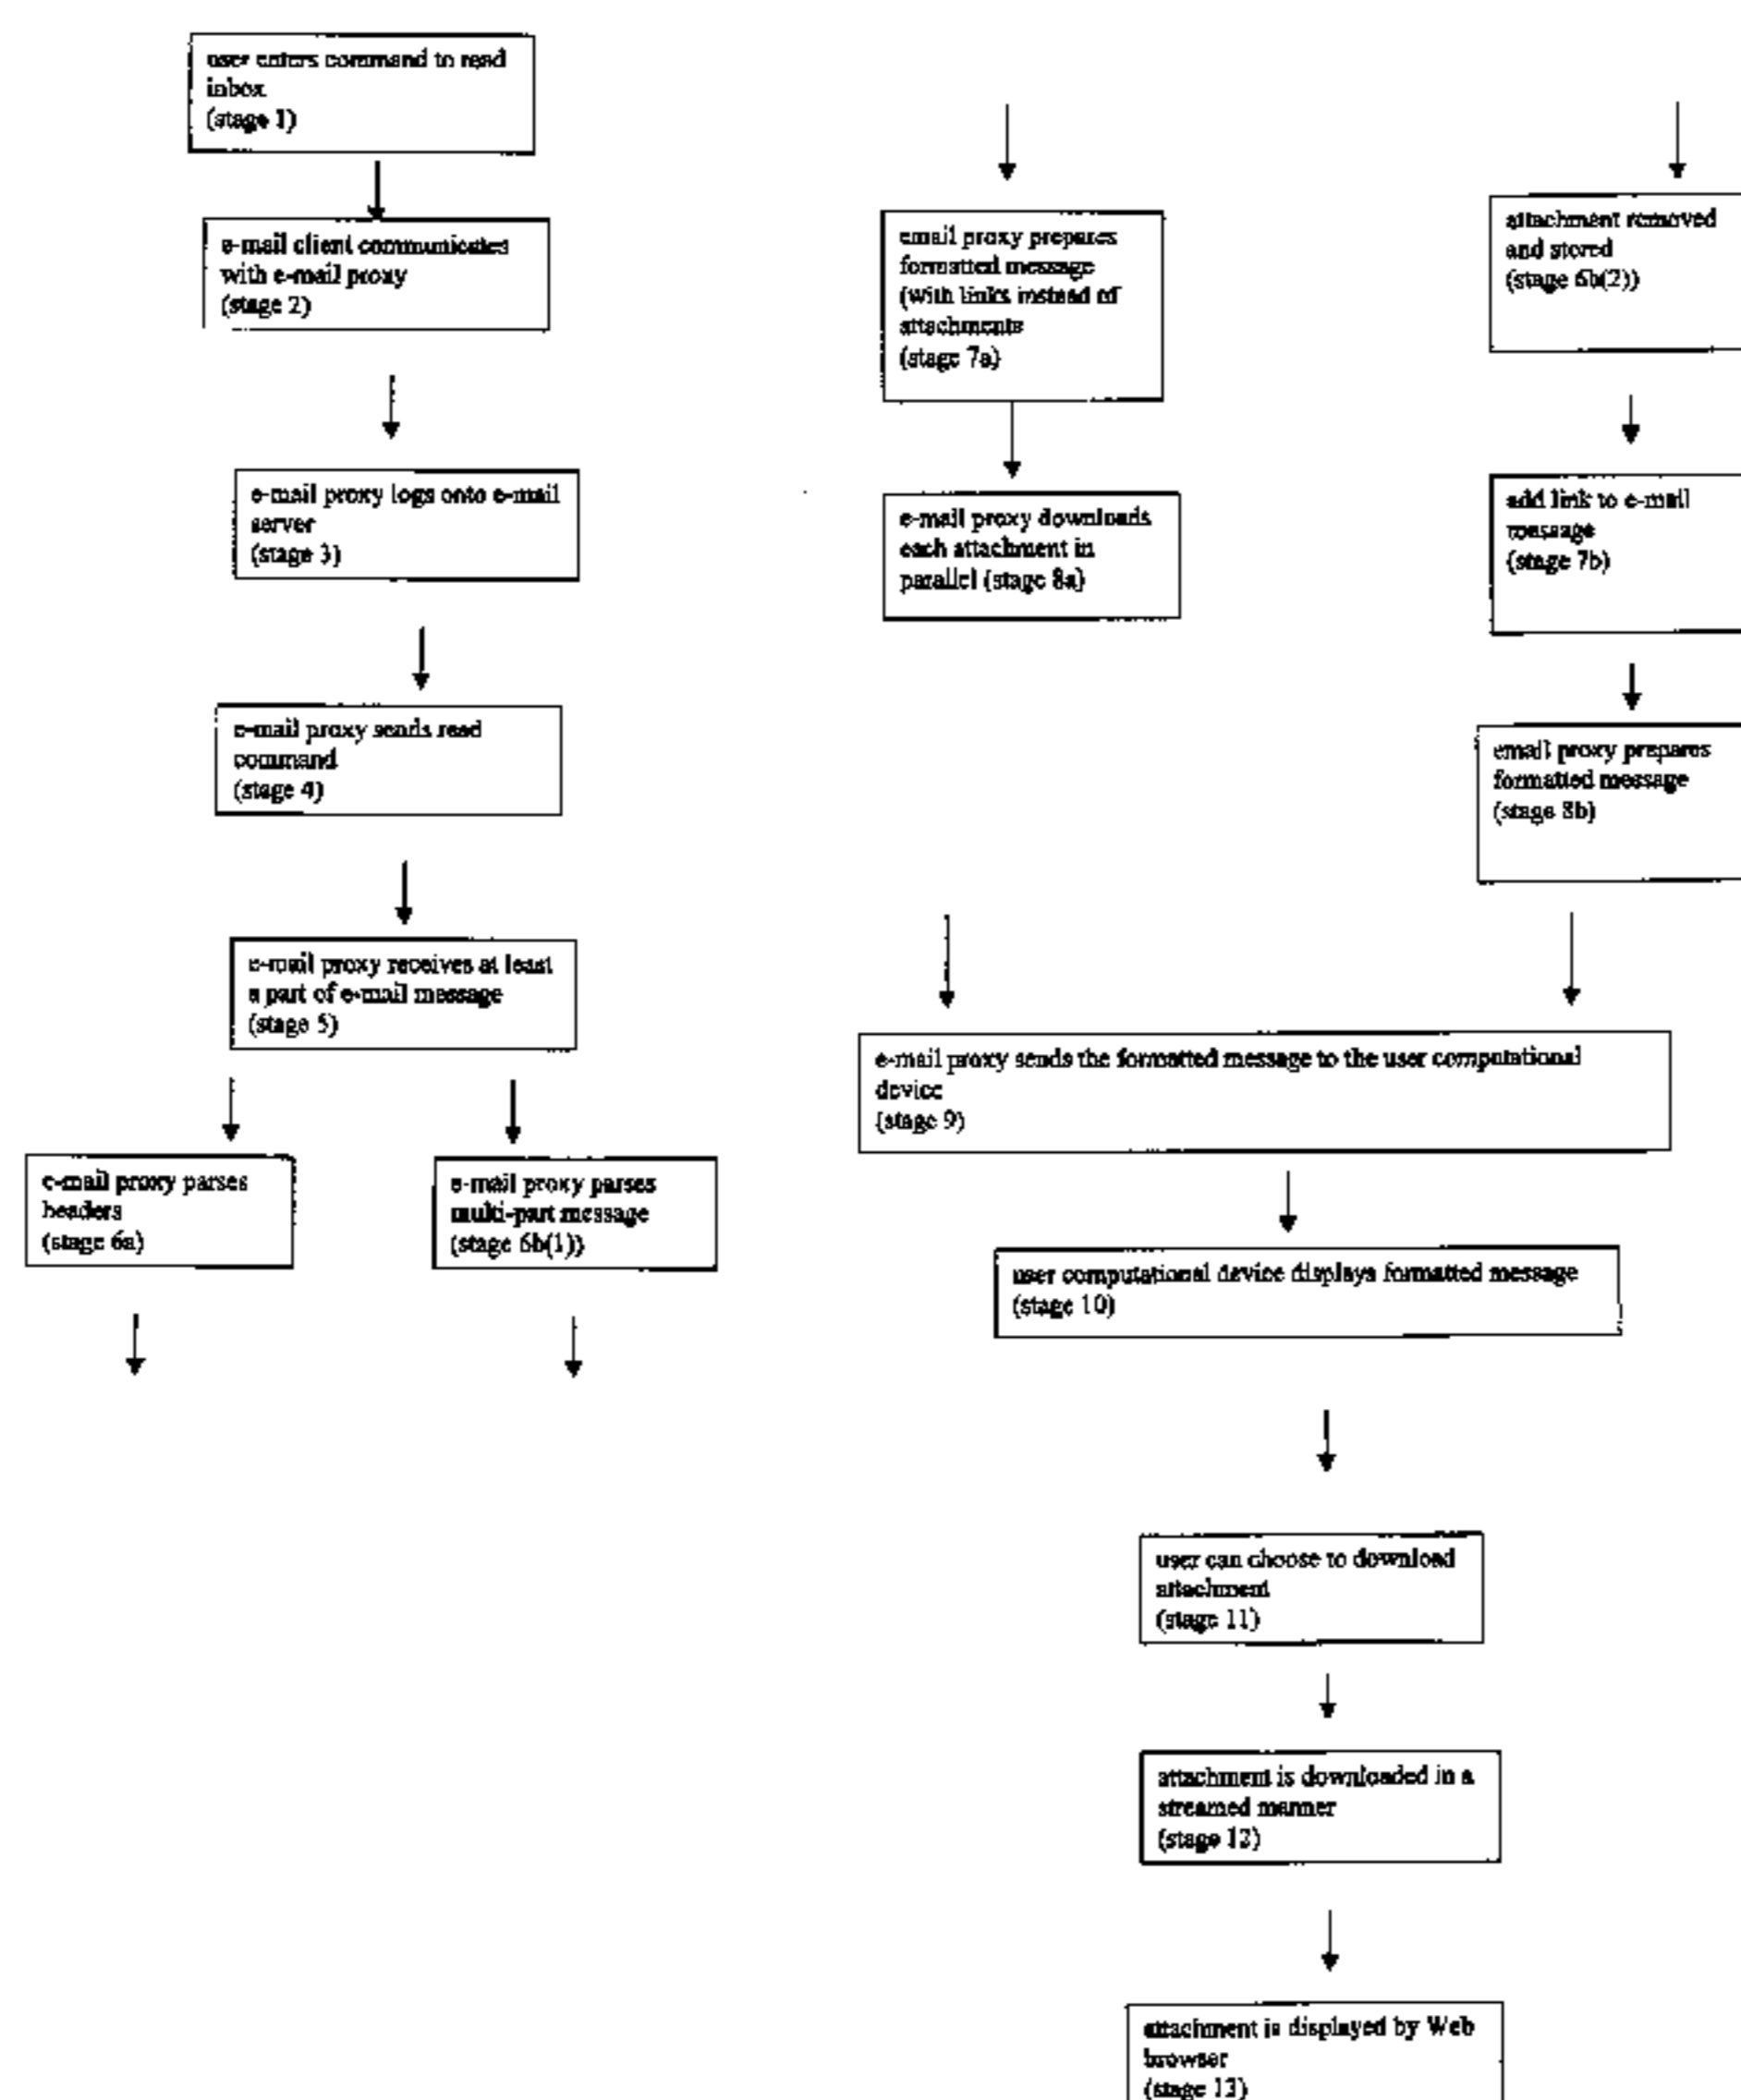 user enters command to read
inbox
(stage 1)
e-mail client communicates
with e-mail proxy
(stage 2)
e-mail proxy logs onto e-mail
server
(stage 3)
e-mail proxy sends read
command
(stage 4)
e-mail proxy receives at least
a part of e-mail message
(stage 5)
e-mail proxy parses
headers
(stage 6a)
e-mail proxy parses
multi-part message
(stage 6b(1))
email proxy prepares
formatted message
(with links instead of
attachments
(stage 7a)
e-mail proxy downloads
each attachment in
parallel (stage 8a)
attachment removed
and stored
(stage 6b(2))
add link to e-mail
message
(stage 7b)
email proxy prepares
formatted message
(stage 8b)
e-mail proxy sends the formatted message to the user computational
device
(stage 9)
user computational device displays formatted message
(stage 10)
user can choose to download
attachment
(stage 11)
attachment is downloaded in a
streamed manner
(stage 12)
attachment is displayed by Web
browser
(stage 13)